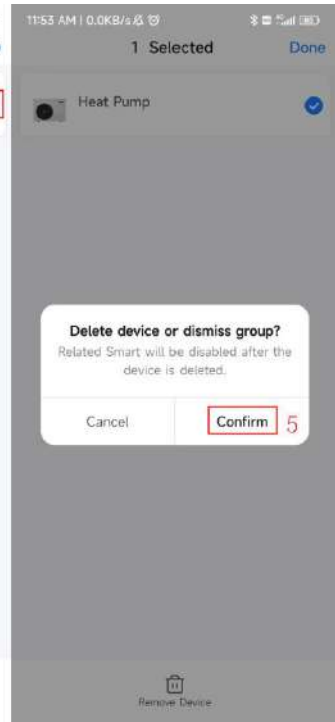 11:53 AM | 0.0KB/s
1 Selected
Done
Heat Pump
Delete device or dismiss group?
Related Smart will be disabled after the
device is deleted.
Cancel
Confirm
5
Remove Device